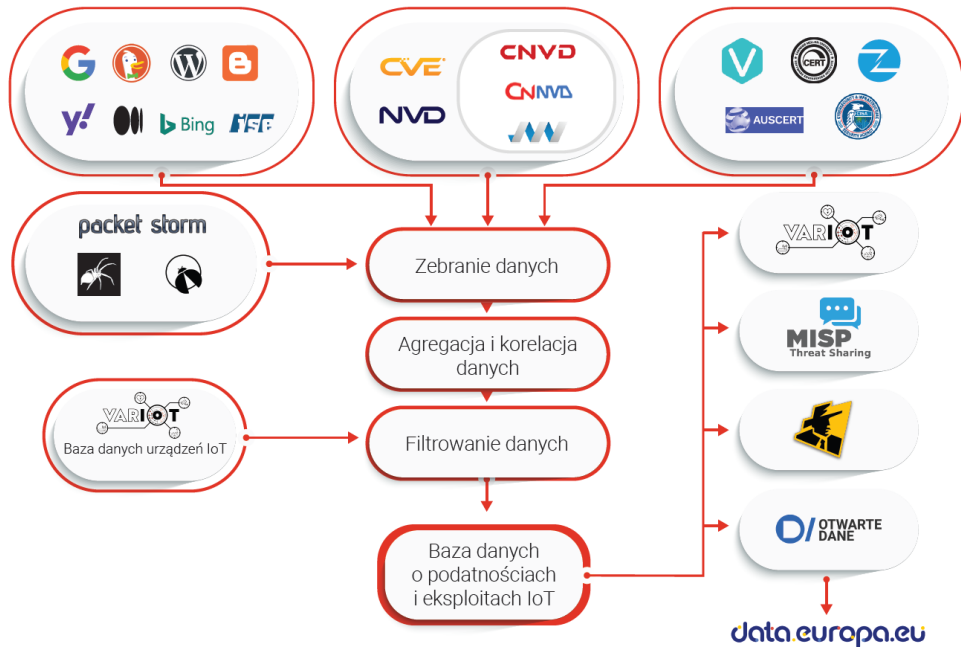 G
W
B
y!
Bing
CVE
NVD
CNVD
CNNVD
V
CERT
Z
AUSCERT
packet storm
Zebranie danych
Agregacja i korelacja
danych
VARIOT
Baza danych urządzeń IoT
Filtrowanie danych
Baza danych
o podatnościach
i eksploitach IoT
VARIOT
MISP
Threat Sharing
D/ OTWARTE
DANE
data.europa.eu